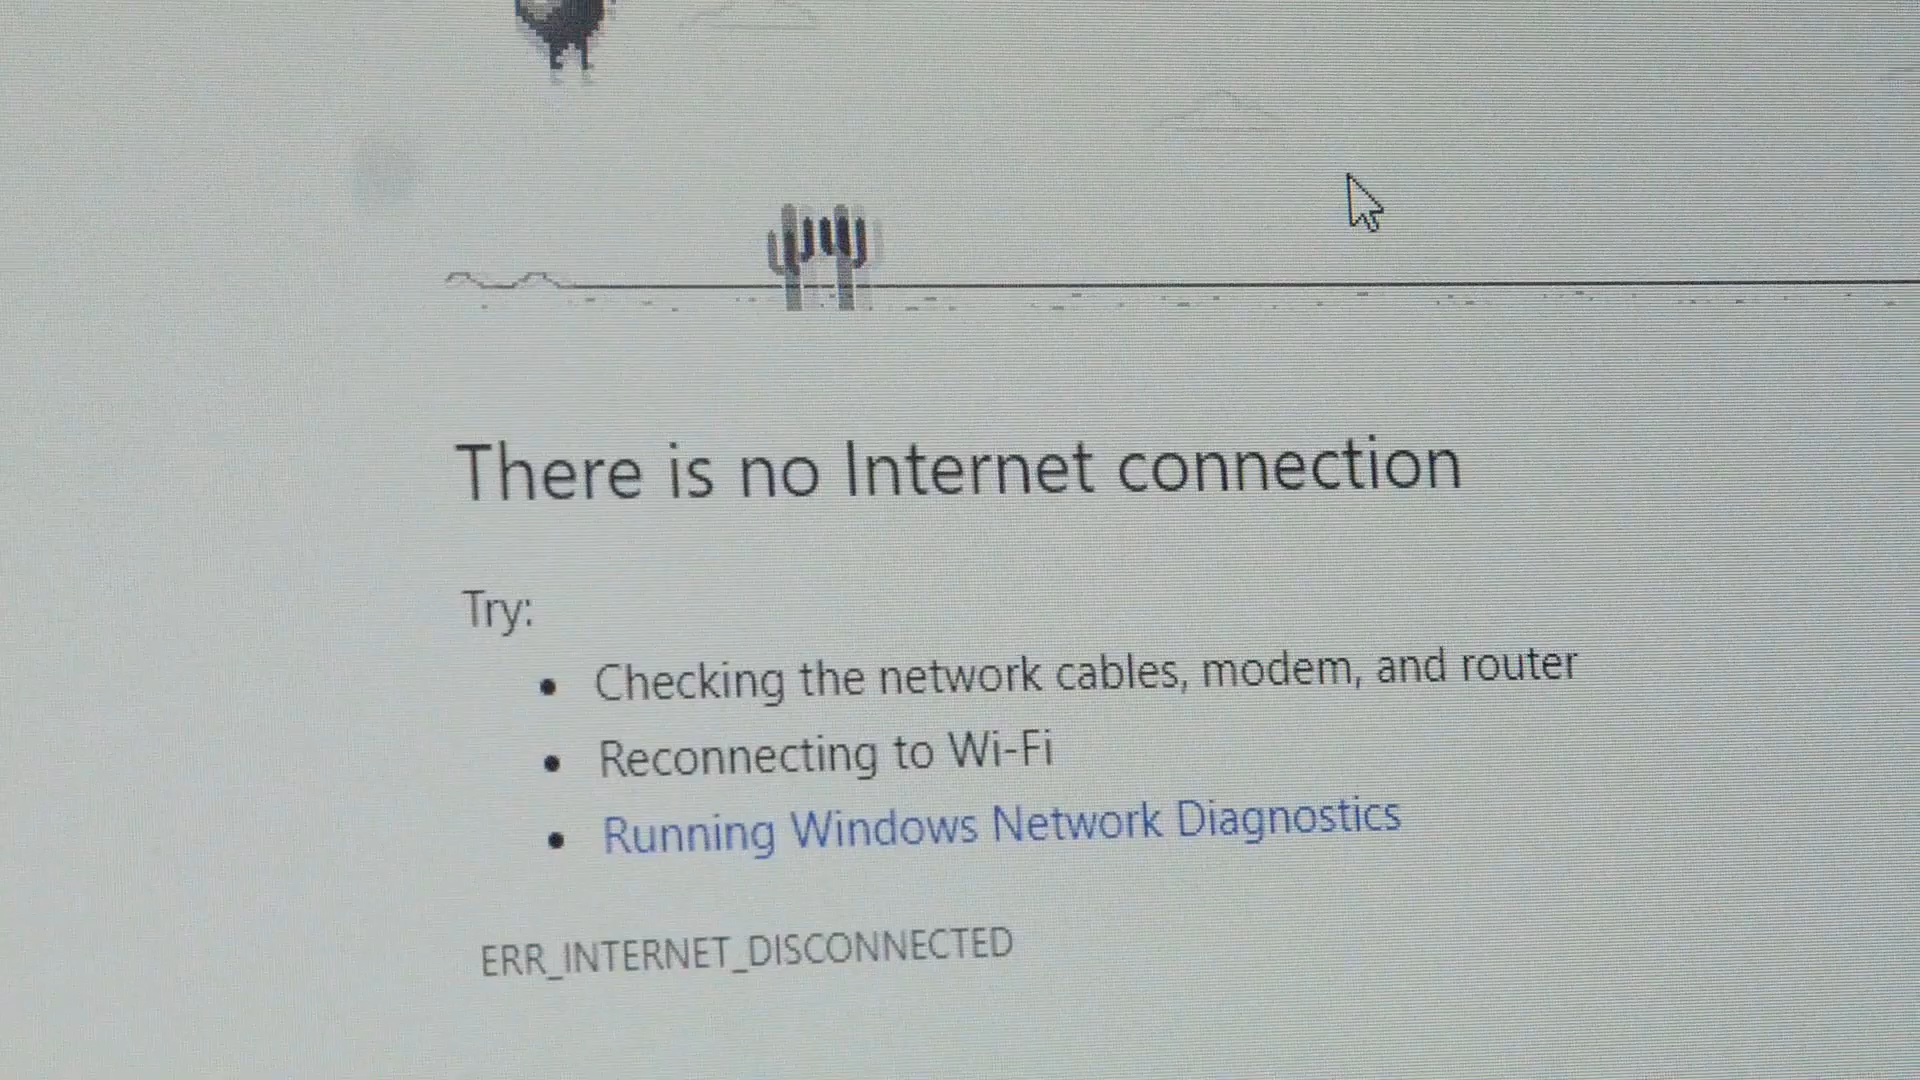 There is no Internet connection
Try:
Checking the network cables, modem, and router
Reconnecting to Wi-Fi
Running Windows Network Diagnostics
ERR_INTERNET_DISCONNECTED